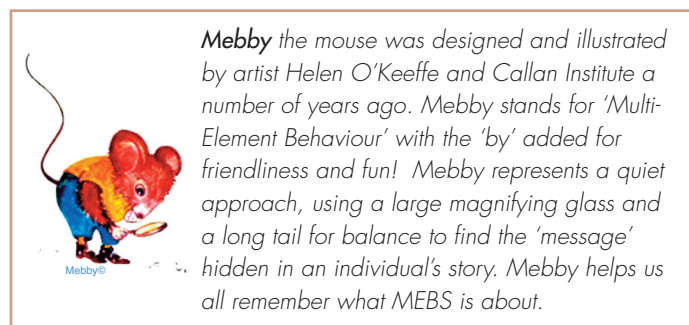 Mebby the mouse was designed and illustrated
by artist Helen O'Keeffe and Callan Institute a
number of years ago. Mebby stands for 'Multi-
Element Behaviour' with the 'by' added for
friendliness and fun!  Mebby represents a quiet
approach, using a large magnifying glass and
a long tail for balance to find the 'message'
hidden in an individual's story. Mebby helps us
all remember what MEBS is about.
Mebby©